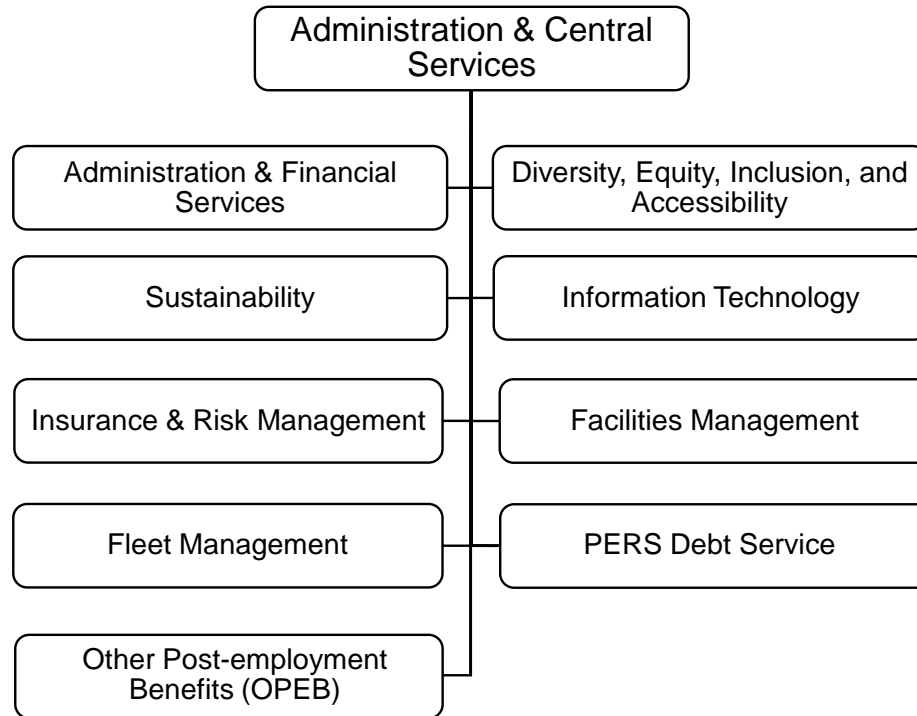 Administration & Central
Services
Administration & Financial
Services
Diversity, Equity, Inclusion, and
Accessibility
Sustainability
Information Technology
Insurance & Risk Management
Facilities Management
Fleet Management
PERS Debt Service
Other Post-employment
Benefits (OPEB)